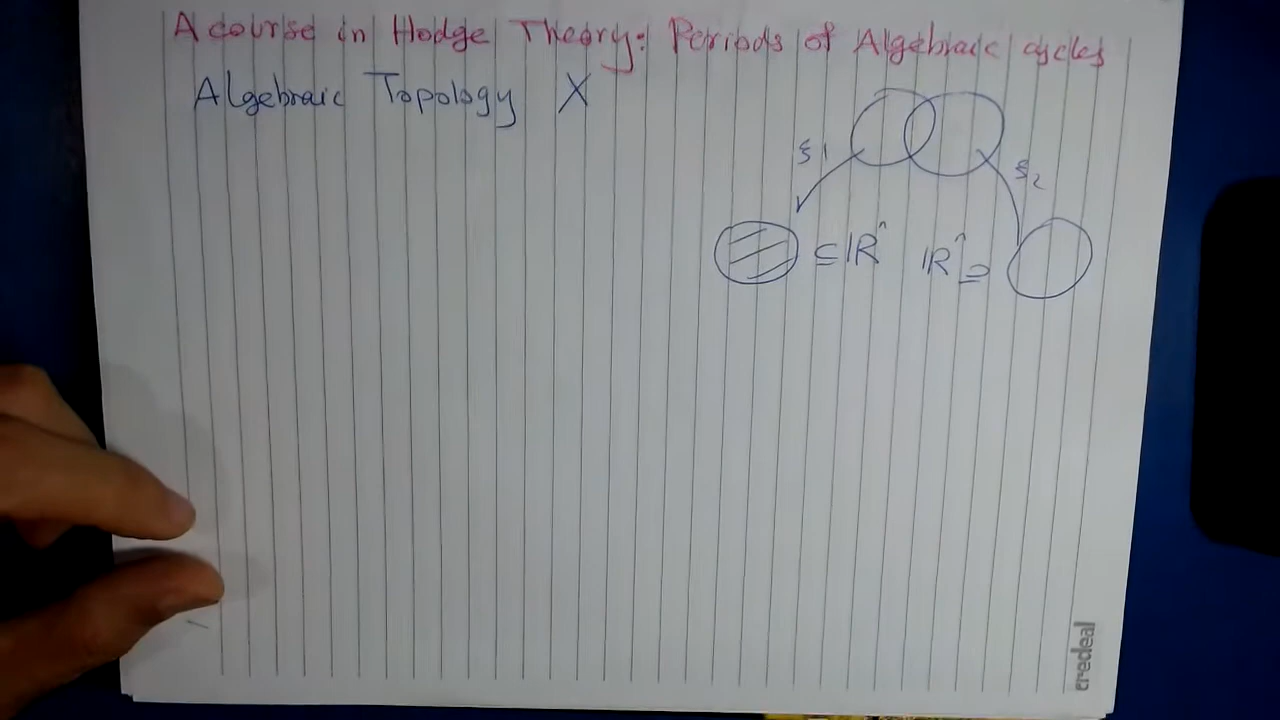 A course in Hodge Theory: Periods of Algebraic cycles
Algebraic Topology X
ξ1
ξ2
⊆ ℝⁿ
ℝⁿ ⊇
credeal